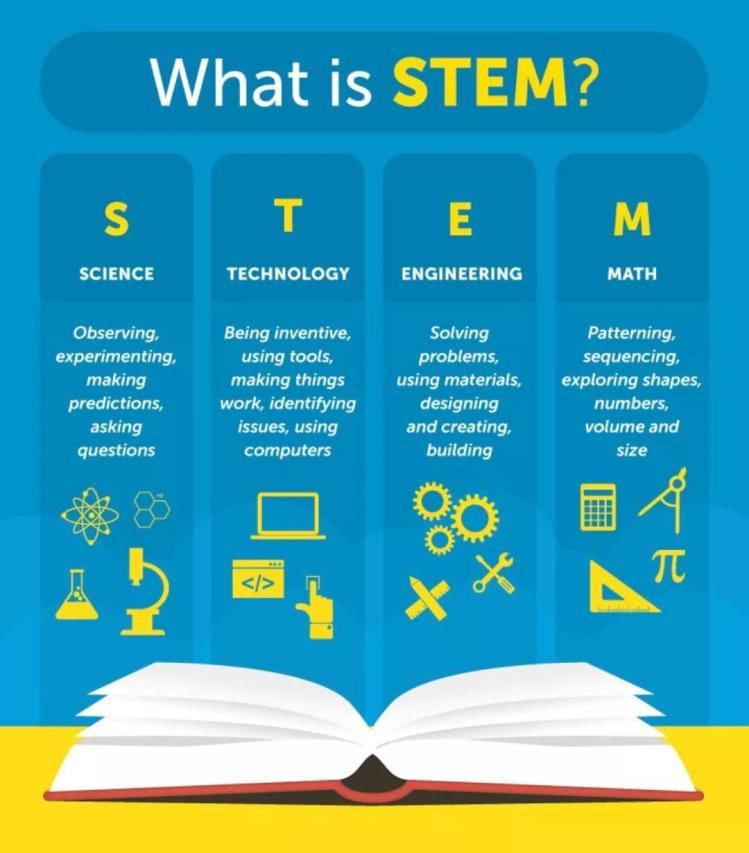 What is STEM?
S
SCIENCE
Observing,
experimenting,
making
predictions,
asking
questions
T
TECHNOLOGY
Being inventive,
using tools,
making things
work, identifying
issues, using
computers
</>
E
ENGINEERING
Solving
problems,
using materials,
designing
and creating,
building
M
MATH
Patterning,
sequencing,
exploring shapes,
numbers,
volume and
size
π